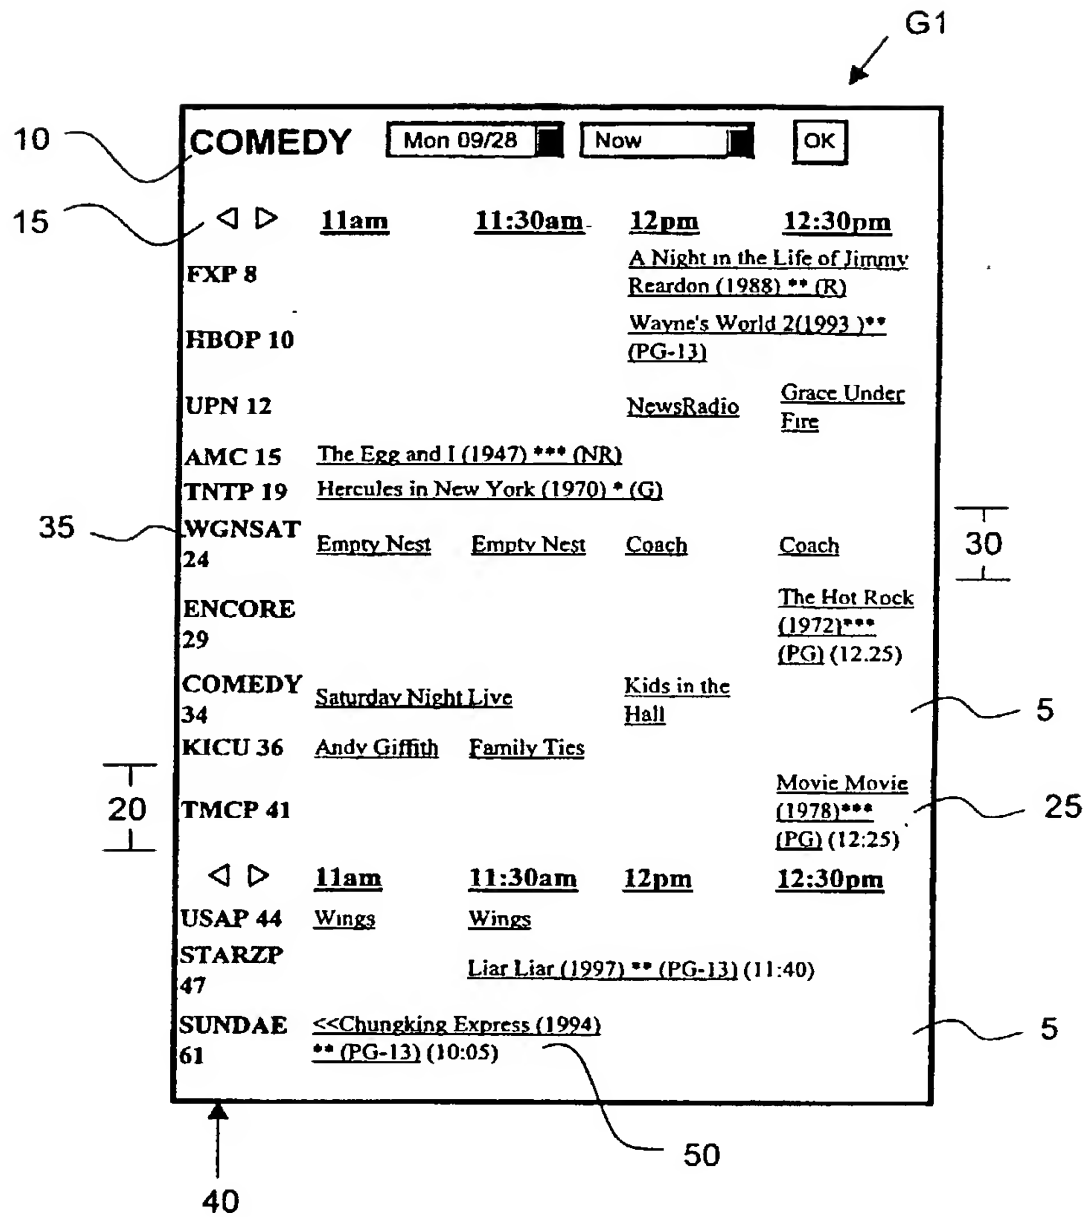 G1
10 COMEDY Mon 09/28 Now OK
15 11am 11:30am 12pm 12:30pm
FXP 8 A Night in the Life of Jimmy
Reardon (1988) ** (R)
HBOP 10 Wayne's World 2(1993 )**
(PG-13)
UPN 12 NewsRadio Grace Under
Fire
AMC 15 The Egg and I (1947) *** (NR)
TNTP 19 Hercules in New York (1970) * (G)
35 WGNSAT
24 Empty Nest Empty Nest Coach Coach 30
ENCORE
29 The Hot Rock
(1972)***
(PG) (12.25)
COMEDY
34 Saturday Night Live Kids in the
Hall 5
KICU 36 Andy Giffith Family Ties
20 TMCP 41 Movie Movie
(1978)*** 25
(PG) (12:25)
11am 11:30am 12pm 12:30pm
USAP 44 Wings Wings
STARZP
47 Liar Liar (1997) ** (PG-13) (11:40)
SUNDAE <<Chungking Express (1994) 5
61 ** (PG-13) (10:05)
50
40